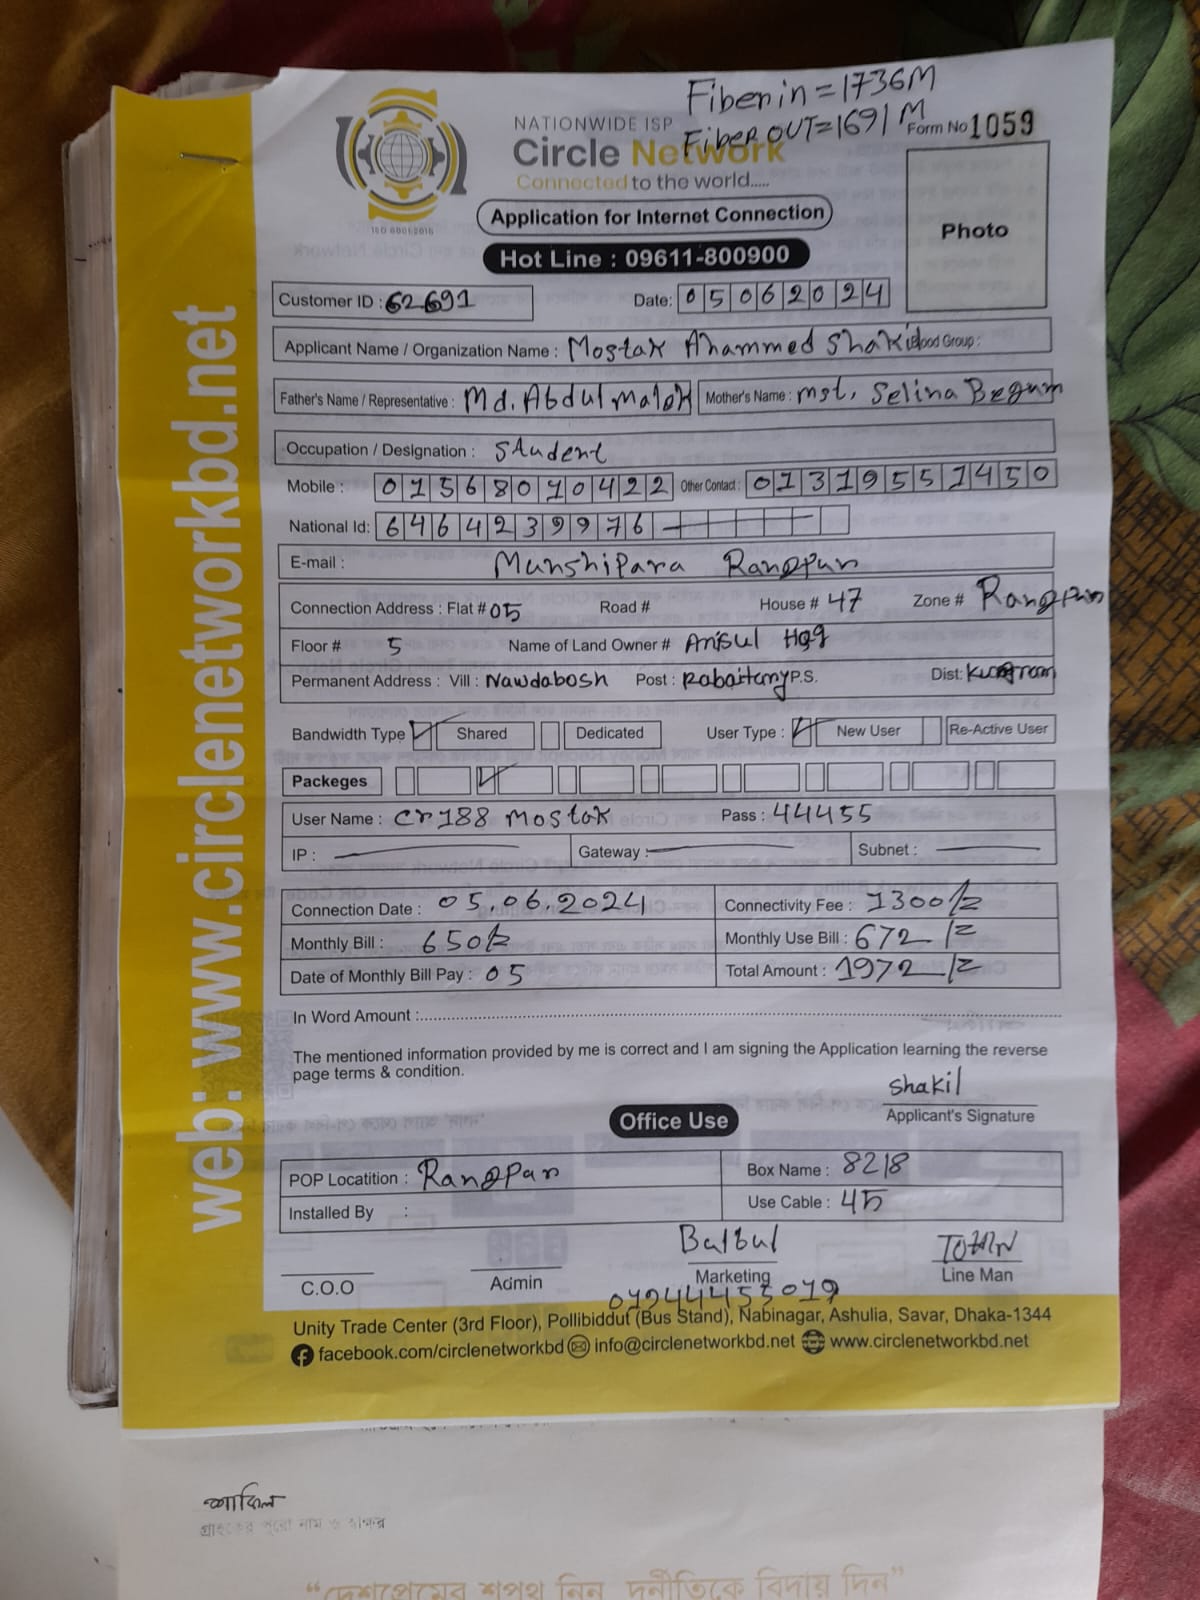 Fiber in = 1736M
Fiber OUT = 1691M
NATIONWIDE ISP
Form No 1059
Circle Network
Connected to the world.....
ISO 9001:2015
Application for Internet Connection
Photo
Hot Line : 09611-800900
Customer ID : 62691
Date: 05062024
Applicant Name / Organization Name : Mostak Ahammed Shakil Blood Group :
Father's Name / Representative : Md. Abdul Malek Mother's Name : Mst. Selina Begum
Occupation / Designation : Student
Mobile : 01568010422 Other Contact : 01319551450
National Id: 6464239976
E-mail : Munshipara Rangpur
Connection Address : Flat # 05 Road # House # 47 Zone # Rangpur
Floor # 5 Name of Land Owner # Anisul Hqq
Permanent Address : Vill : Nawdabosh Post : Rabaitary P.S. Dist: Kurigram
Bandwidth Type Shared Dedicated User Type : New User Re-Active User
Packeges
User Name : Cr188 Mostak Pass : 44455
IP : Gateway : Subnet :
Connection Date : 05.06.2024 Connectivity Fee : 1300/=
Monthly Bill : 650/= Monthly Use Bill : 672/=
Date of Monthly Bill Pay : 05 Total Amount : 1972/=
In Word Amount :
The mentioned information provided by me is correct and I am signing the Application learning the reverse
page terms & condition.
Shakil
Applicant's Signature
Office Use
POP Locatition : Rangpur Box Name : 8218
Installed By : Use Cable : 45
Bulbul
C.O.O Admin Marketing Line Man
01944455019
Unity Trade Center (3rd Floor), Pollibiddut (Bus Stand), Nabinagar, Ashulia, Savar, Dhaka-1344
facebook.com/circlenetworkbd info@circlenetworkbd.net www.circlenetworkbd.net
web: www.circlenetworkbd.net
শাকিল
গ্রাহকের পুরো নাম ও স্বাক্ষর
“দেশপ্রেমের শপথ নিন, দুর্নীতিকে বিদায় দিন”